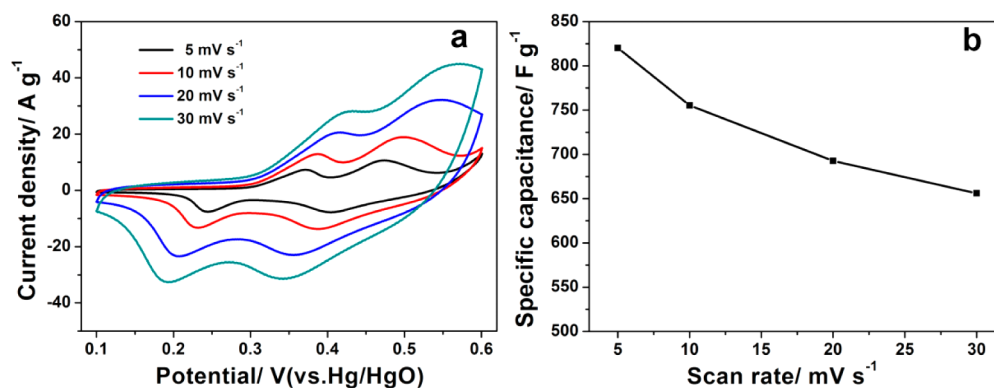 a
5 mV s⁻¹
10 mV s⁻¹
20 mV s⁻¹
30 mV s⁻¹
60
40
20
0
-20
-40
Current density/ A g⁻¹
0.1 0.2 0.3 0.4 0.5 0.6
Potential/ V(vs.Hg/HgO)
b
850
800
750
700
650
600
550
500
Specific capacitance/ F g⁻¹
5 10 15 20 25 30
Scan rate/ mV s⁻¹